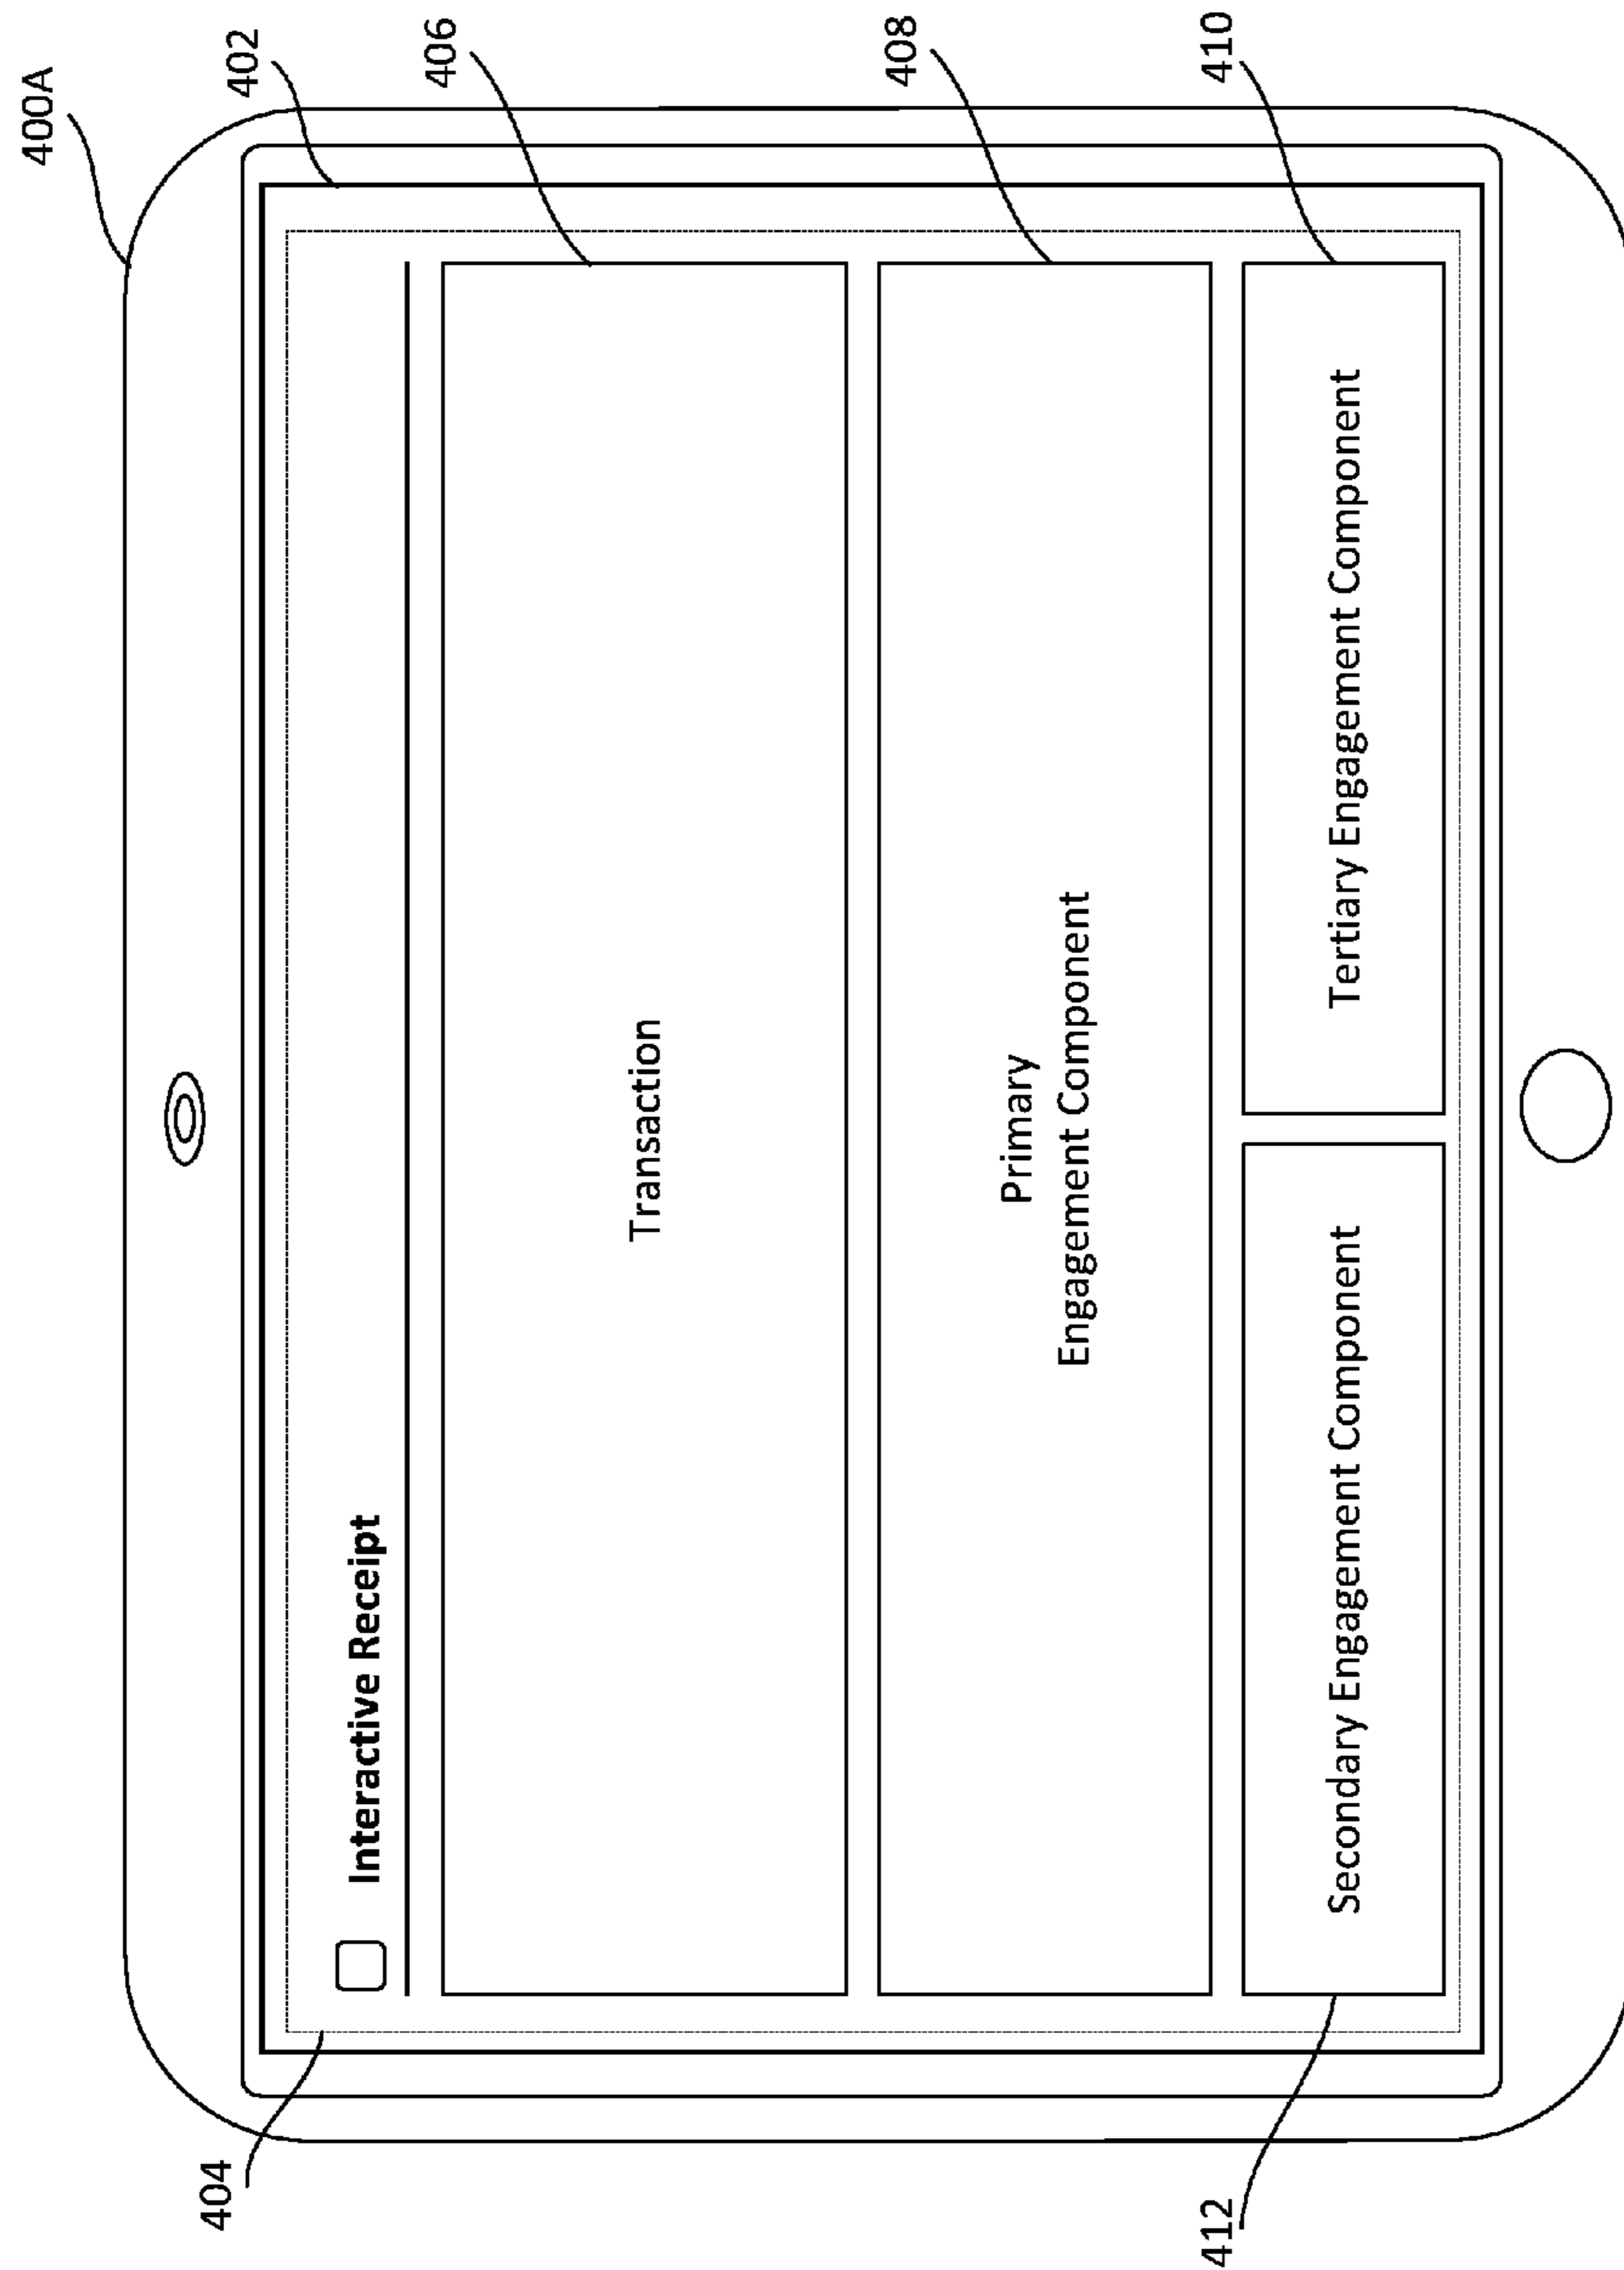 400A
402
404
Interactive Receipt
406
Transaction
408
Primary
Engagement Component
410
412
Secondary Engagement Component
Tertiary Engagement Component